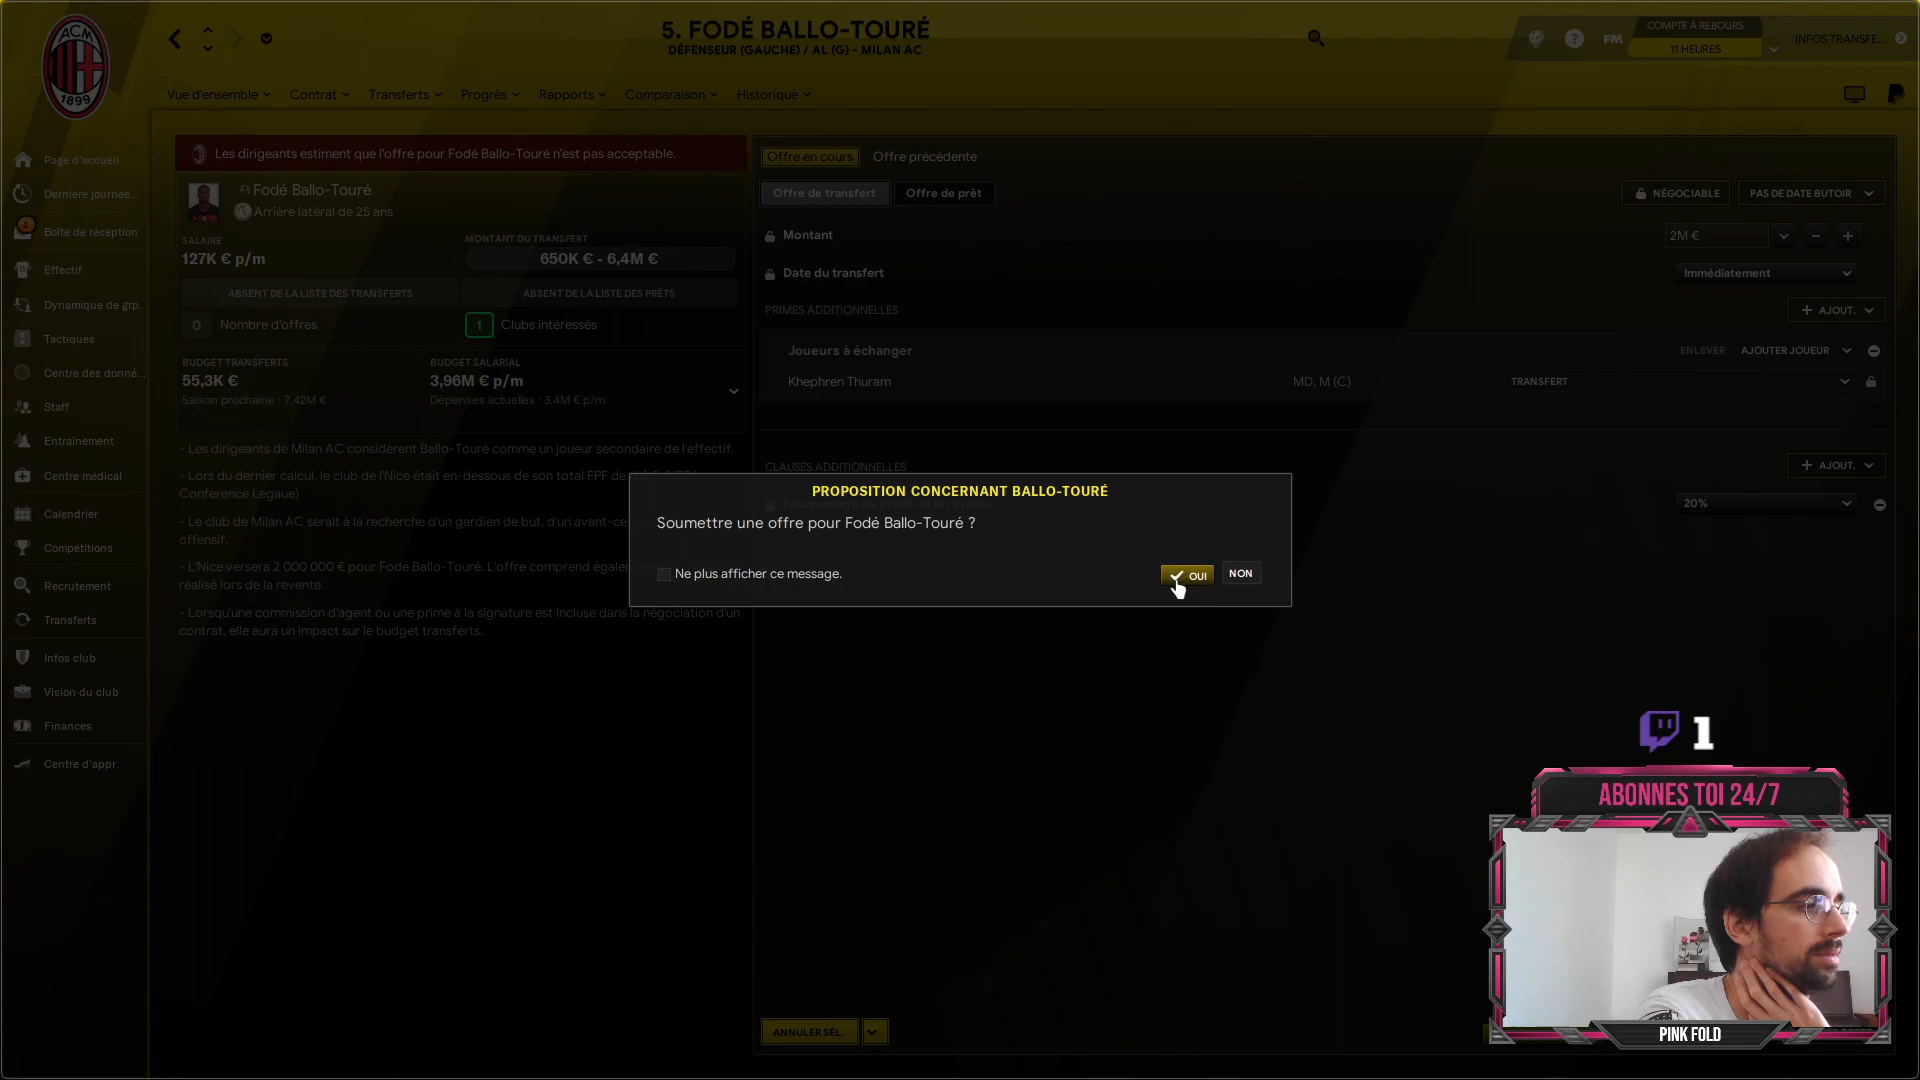 ACM
1899
5. FODÉ BALLO-TOURÉ
DÉFENSEUR (GAUCHE) / AL (G) - MILAN AC
FM
COMPTE À REBOURS
11 HEURES
INFOS TRANSFE...
Vue d'ensemble
Contrat
Transferts
Progrès
Rapports
Comparaison
Historique
Page d'accueil
Dernière journée...
Boîte de réception
Effectif
Dynamique de grp.
Tactiques
Centre des donné...
Staff
Entrainement
Centre médical
Calendrier
Compétitions
Recrutement
Transferts
Infos club
Vision du club
Finances
Centre d'appr.
Les dirigeants estiment que l'offre pour Fodé Ballo-Touré n'est pas acceptable.
Fodé Ballo-Touré
Arrière latéral de 25 ans
SALAIRE
127K € p/m
MONTANT DU TRANSFERT
650K € - 6,4M €
ABSENT DE LA LISTE DES TRANSFERTS
ABSENT DE LA LISTE DES PRÊTS
0 Nombre d'offres
1 Clubs intéressés
BUDGET TRANSFERTS
55,3K €
Saison prochaine : 7,42M €
BUDGET SALARIAL
3,96M € p/m
Dépenses actuelles : 3,4M € p/m
- Les dirigeants de Milan AC considèrent Ballo-Touré comme un joueur secondaire de l'effectif.
- Lors du dernier calcul, le club de l'Nice était en-dessous de son total FPF de
Conference Legaue)
- Le club de Milan AC serait à la recherche d'un gardien de but, d'un avant-ce
offensif.
- L'Nice versera 2 000 000 € pour Fodé Ballo-Touré. L'offre comprend égale
réalisé lors de la revente.
- Lorsqu'une commission d'agent ou une prime à la signature est incluse dans la négociation d'un
contrat, elle aura un impact sur le budget transferts.
Offre en cours
Offre précédente
Offre de transfert
Offre de prêt
NÉGOCIABLE
PAS DE DATE BUTOIR
Montant
2M €
Date du transfert
Immédiatement
PRIMES ADDITIONNELLES
AJOUT.
Joueurs à échanger
ENLEVER
AJOUTER JOUEUR
Khephren Thuram
MD, M (C)
TRANSFERT
CLAUSES ADDITIONNELLES
AJOUT.
20%
PROPOSITION CONCERNANT BALLO-TOURÉ
Soumettre une offre pour Fodé Ballo-Touré ?
Ne plus afficher ce message.
OUI
NON
ANNULER SÉL.
1
ABONNES TOI 24/7
PINK FOLD